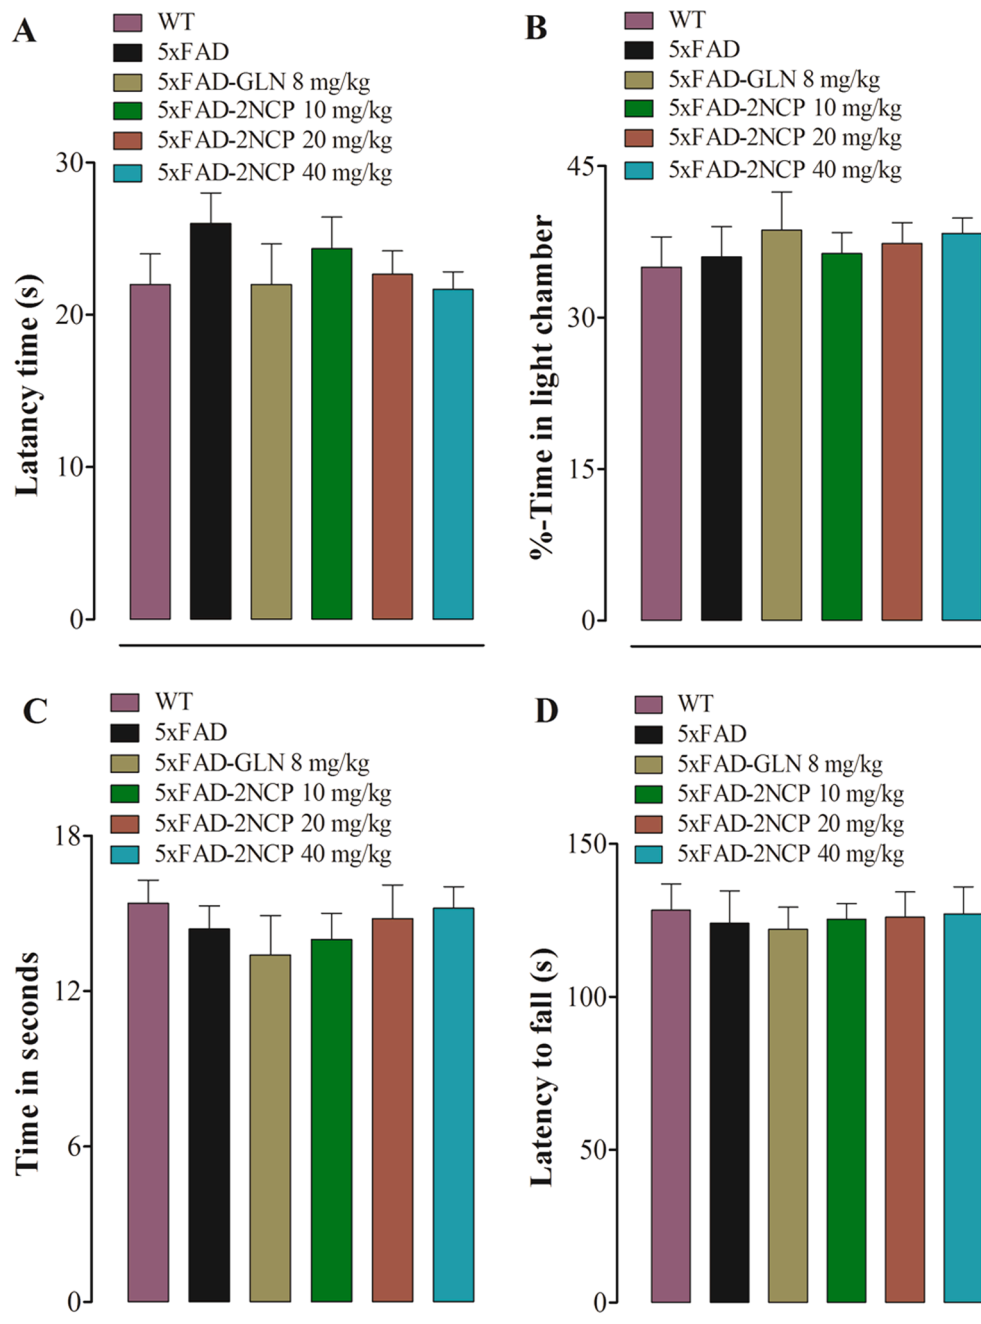 A
WT
5xFAD
5xFAD-GLN 8 mg/kg
5xFAD-2NCP 10 mg/kg
5xFAD-2NCP 20 mg/kg
5xFAD-2NCP 40 mg/kg
30
20
10
0
Latancy time (s)
B
WT
5xFAD
5xFAD-GLN 8 mg/kg
5xFAD-2NCP 10 mg/kg
5xFAD-2NCP 20 mg/kg
5xFAD-2NCP 40 mg/kg
45
30
15
0
%-Time in light chamber
C
WT
5xFAD
5xFAD-GLN 8 mg/kg
5xFAD-2NCP 10 mg/kg
5xFAD-2NCP 20 mg/kg
5xFAD-2NCP 40 mg/kg
18
12
6
0
Time in seconds
D
WT
5xFAD
5xFAD-GLN 8 mg/kg
5xFAD-2NCP 10 mg/kg
5xFAD-2NCP 20 mg/kg
5xFAD-2NCP 40 mg/kg
150
100
50
0
Latency to fall (s)